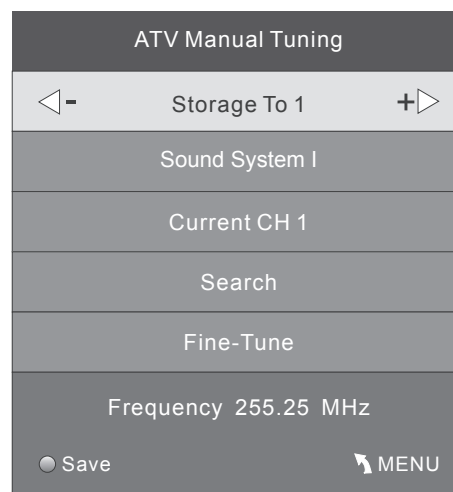 ATV Manual Tuning
- Storage To 1 +
Sound System I
Current CH 1
Search
Fine-Tune
Frequency 255.25 MHz
Save MENU